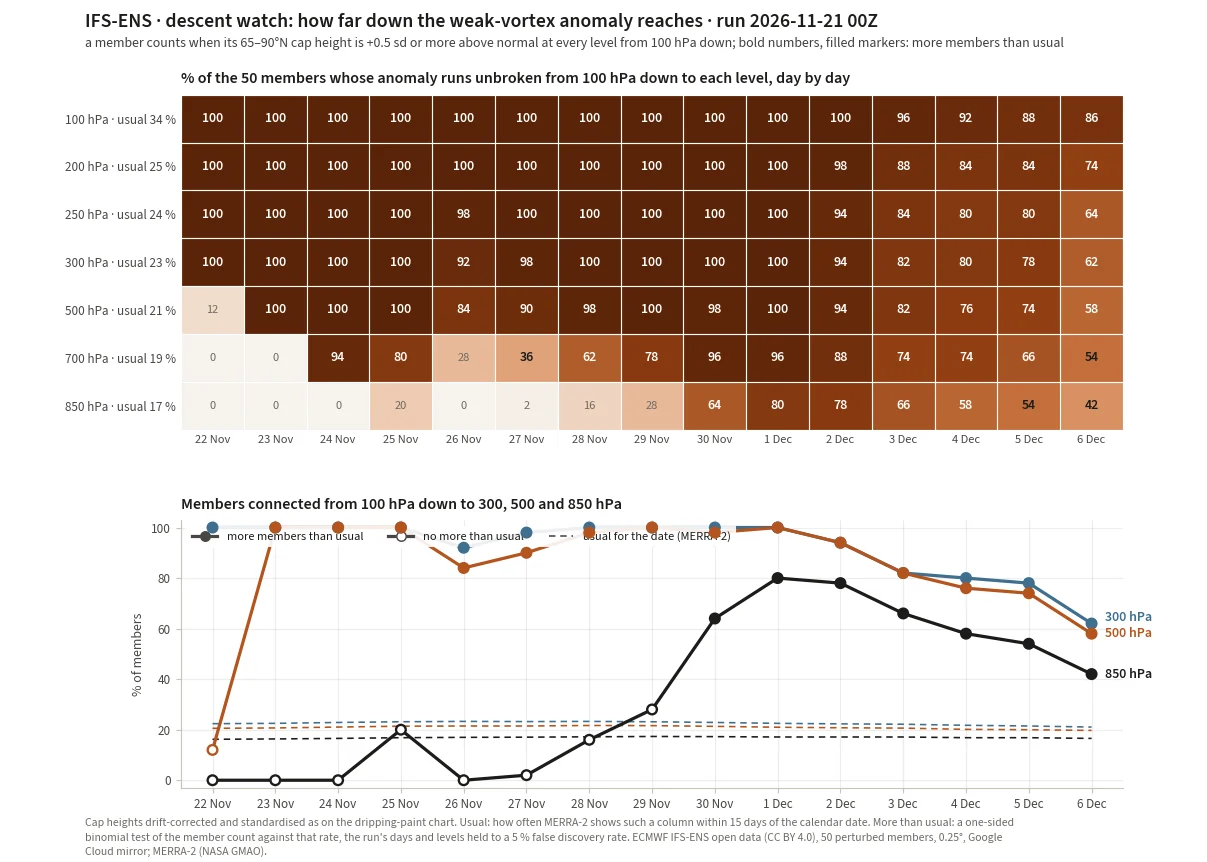 IFS-ENS · descent watch: how far down the weak-vortex anomaly reaches · run 2026-11-21 00Z
a member counts when its 65–90°N cap height is +0.5 sd or more above normal at every level from 100 hPa down; bold numbers, filled markers: more members than usual
% of the 50 members whose anomaly runs unbroken from 100 hPa down to each level, day by day
100 hPa · usual 34 % 100 100 100 100 100 100 100 100 100 100 100 96 92 88 86
200 hPa · usual 25 % 100 100 100 100 100 100 100 100 100 100 98 88 84 84 74
250 hPa · usual 24 % 100 100 100 100 98 100 100 100 100 100 94 84 80 80 64
300 hPa · usual 23 % 100 100 100 100 92 98 100 100 100 100 94 82 80 78 62
500 hPa · usual 21 % 12 100 100 100 84 90 98 100 98 100 94 82 76 74 58
700 hPa · usual 19 % 0 0 94 80 28 36 62 78 96 96 88 74 74 66 54
850 hPa · usual 17 % 0 0 0 20 0 2 16 28 64 80 78 66 58 54 42
22 Nov 23 Nov 24 Nov 25 Nov 26 Nov 27 Nov 28 Nov 29 Nov 30 Nov 1 Dec 2 Dec 3 Dec 4 Dec 5 Dec 6 Dec
Members connected from 100 hPa down to 300, 500 and 850 hPa
100
more members than usual no more than usual usual for the date (MERRA-2)
80
60
40
20
0
% of members
300 hPa
500 hPa
850 hPa
22 Nov 23 Nov 24 Nov 25 Nov 26 Nov 27 Nov 28 Nov 29 Nov 30 Nov 1 Dec 2 Dec 3 Dec 4 Dec 5 Dec 6 Dec
Cap heights drift-corrected and standardised as on the dripping-paint chart. Usual: how often MERRA-2 shows such a column within 15 days of the calendar date. More than usual: a one-sided
binomial test of the member count against that rate, the run's days and levels held to a 5 % false discovery rate. ECMWF IFS-ENS open data (CC BY 4.0), 50 perturbed members, 0.25°, Google
Cloud mirror; MERRA-2 (NASA GMAO).